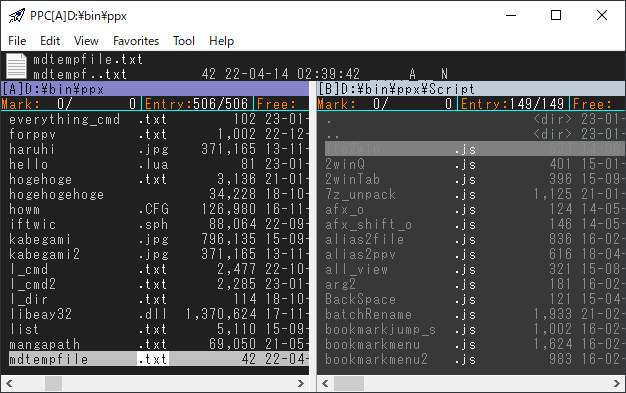 PPC[A]D:¥bin¥ppx
File Edit View Favorites Tool Help
mdtempfile.txt
mdtempf..txt 42 22-04-14 02:39:42 _____A__N
[A]D:¥bin¥ppx
Mark: 0/ 0|Entry:506/506|Free:
everything_cmd .txt 102 23-01-
forppv .txt 1,002 22-12-
haruhi .jpg 371,165 13-11-
hello .lua 81 23-01-
hogehoge .txt 3,136 21-01-
hogehogehoge 34,228 18-10-
howm .CFG 126,980 16-11-
iftwic .sph 88,064 22-09-
kabegami .jpg 796,135 15-09-
kabegami2 .jpg 371,165 13-11-
l_cmd .txt 2,477 22-10-
l_cmd2 .txt 2,285 23-01-
l_dir .txt 114 18-10-
libeay32 .dll 1,370,624 17-11-
list .txt 5,110 15-09-
mangapath .txt 69,050 21-05-
mdtempfile .txt 42 22-04-
[B]D:¥bin¥ppx¥Script
Mark: 0/ 0|Entry:149/149|Free:
. <dir> 23-01-
.. <dir> 23-01-
.js
2winQ .js 401 15-01-
2winTab .js 396 15-09-
7z_unpack .js 1,125 21-01-
afx_o .js 124 14-05-
afx_shift_o .js 146 14-05-
alias2file .js 836 16-02-
alias2ppv .js 616 18-04-
all_view .js 321 15-08-
arg2 .js 181 16-02-
BackSpace .js 121 15-04-
batchRename .js 1,933 21-02-
bookmarkjump_s .js 1,002 16-02-
bookmarkmenu .js 1,624 16-02-
bookmarkmenu2 .js 983 16-02-